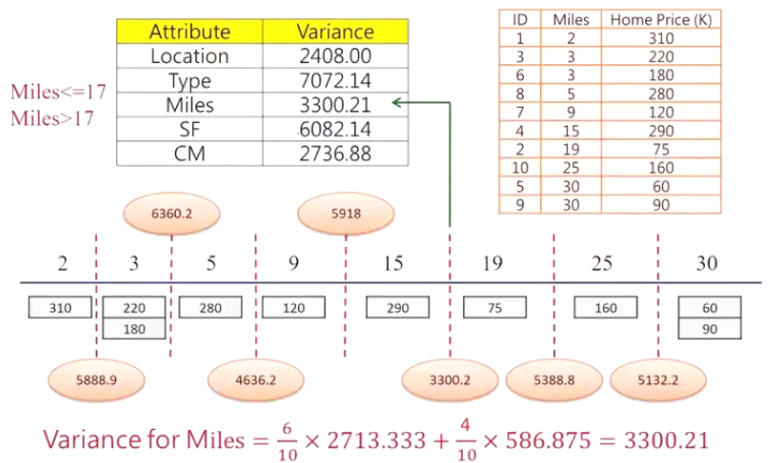 Attribute Variance
Location 2408.00
Type 7072.14
Miles 3300.21
SF 6082.14
CM 2736.88
Miles<=17
Miles>17
ID Miles Home Price (K)
1 2 310
3 3 220
6 3 180
8 5 280
7 9 120
4 15 290
2 19 75
10 25 160
5 30 60
9 30 90
6360.2 5918
2 3 5 9 15 19 25 30
310 220 280 120 290 75 160 60
180 90
5888.9 4636.2 3300.2 5388.8 5132.2
Variance for Miles = 6/10 × 2713.333 + 4/10 × 586.875 = 3300.21